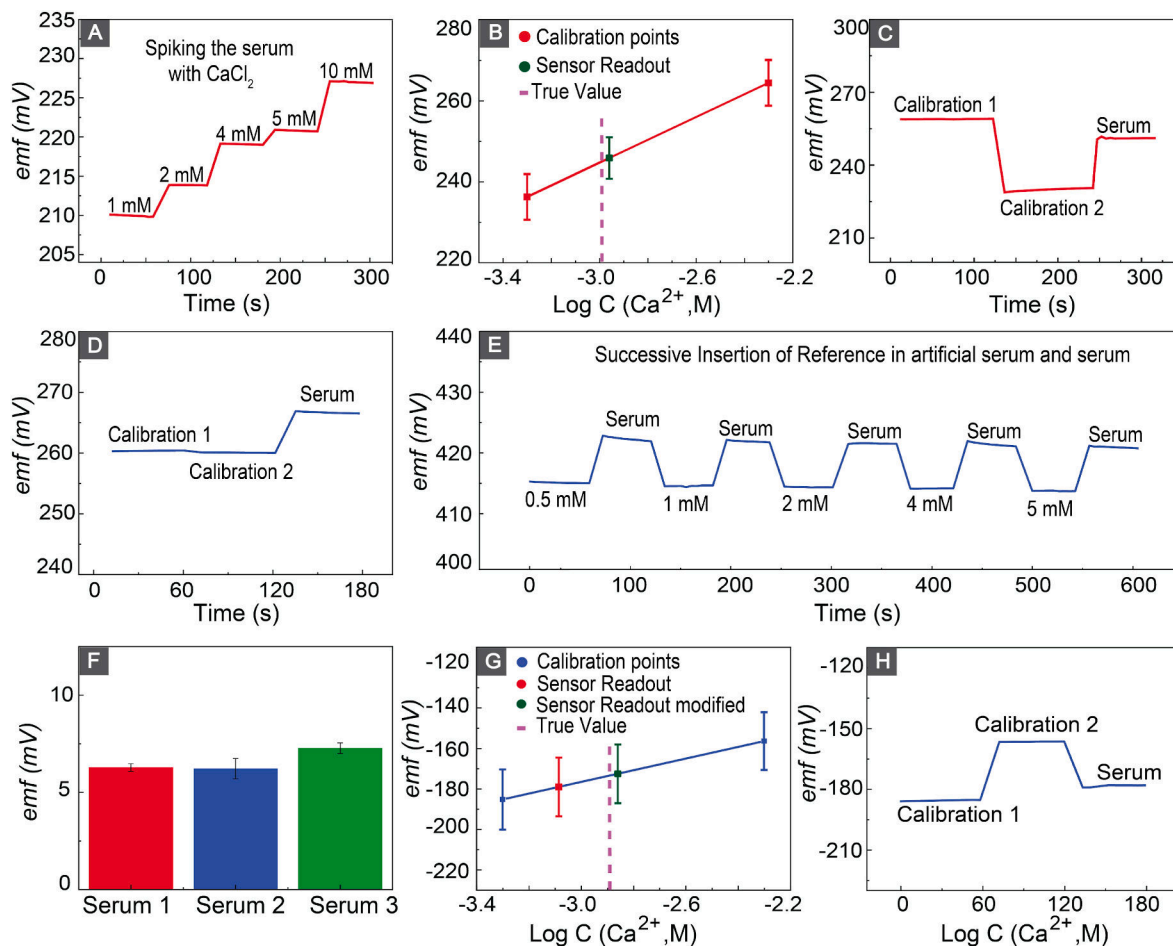 A
Spiking the serum
with CaCl2
1 mM
2 mM
4 mM
5 mM
10 mM
235
230
225
220
215
210
205
0 50 100 150 200 250 300
emf (mV)
Time (s)
B
Calibration points
Sensor Readout
True Value
280
260
240
220
-3.4 -3.0 -2.6 -2.2
emf (mV)
Log C (Ca2+,M)
C
Calibration 1
Calibration 2
Serum
300
270
240
210
0 100 200 300
emf (mV)
Time (s)
D
Calibration 1
Calibration 2
Serum
280
270
260
250
240
0 60 120 180
emf (mV)
Time (s)
E
Successive Insertion of Reference in artificial serum and serum
Serum Serum Serum Serum Serum
0.5 mM 1 mM 2 mM 4 mM 5 mM
440
430
420
410
400
0 100 200 300 400 500 600
emf (mV)
Time (s)
F
10
5
0
emf (mV)
Serum 1 Serum 2 Serum 3
G
Calibration points
Sensor Readout
Sensor Readout modified
True Value
-120
-140
-160
-180
-200
-220
-3.4 -3.0 -2.6 -2.2
emf (mV)
Log C (Ca2+,M)
H
Calibration 2
Calibration 1
Serum
-120
-150
-180
-210
0 60 120 180
emf (mV)
Log C (Ca2+,M)